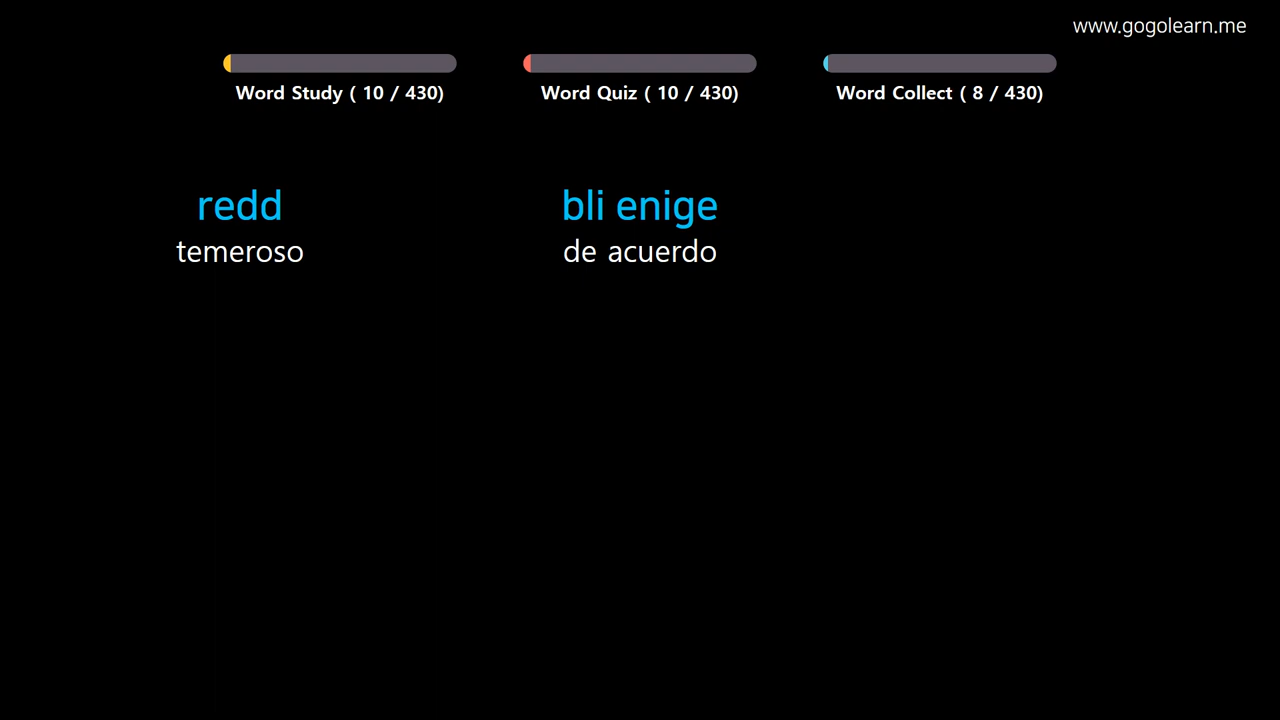 www.gogolearn.me
Word Study ( 10 / 430)
Word Quiz ( 10 / 430)
Word Collect ( 8 / 430)
redd
temeroso
bli enige
de acuerdo